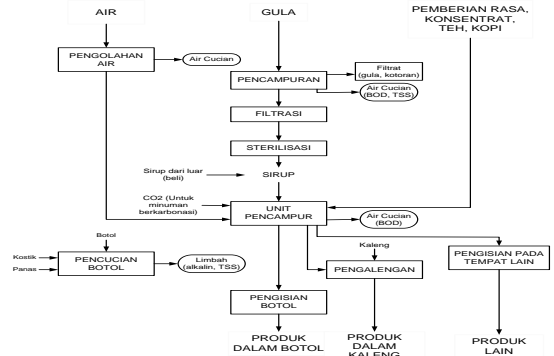 AIR
GULA
PEMBERIAN RASA,
KONSENTRAT,
TEH, KOPI
PENGOLAHAN
AIR
Air Cucian
Filtrat
(gula, kotoran)
PENCAMPURAN
Air Cucian
(BOD, TSS)
FILTRASI
STERILISASI
Sirup dari luar
(beli)
SIRUP
CO2 (Untuk
minuman
berkarbonasi)
UNIT
PENCAMPUR
Air Cucian
(BOD)
Botol
Kostik
Panas
PENCUCIAN
BOTOL
Limbah
(alkalin, TSS)
Kaleng
PENGALENGAN
PENGISIAN PADA
TEMPAT LAIN
PENGISIAN
BOTOL
PRODUK
DALAM BOTOL
PRODUK
DALAM
KALENG
PRODUK
LAIN